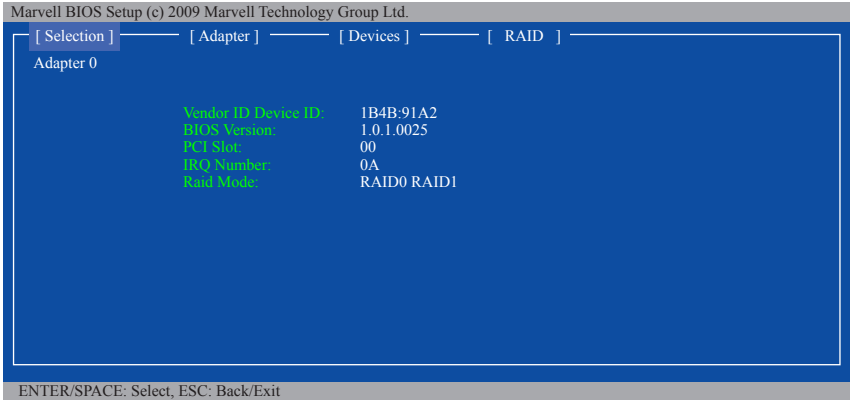 Marvell BIOS Setup (c) 2009 Marvell Technology Group Ltd.
[ Selection ] [ Adapter ] [ Devices ] [ RAID ]
Adapter 0
Vendor ID Device ID: 1B4B:91A2
BIOS Version: 1.0.1.0025
PCI Slot: 00
IRQ Number: 0A
Raid Mode: RAID0 RAID1
ENTER/SPACE: Select, ESC: Back/Exit